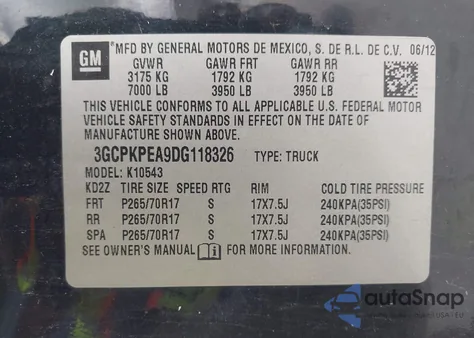 GM
MFD BY GENERAL MOTORS DE MEXICO, S. DE R.L. DE C.V. 06/12
GVWR GAWR FRT GAWR RR
3175 KG 1792 KG 1792 KG
7000 LB 3950 LB 3950 LB
THIS VEHICLE CONFORMS TO ALL APPLICABLE U.S. FEDERAL MOTOR
VEHICLE SAFETY STANDARDS IN EFFECT ON THE DATE OF
MANUFACTURE SHOWN ABOVE.
3GCPKPEA9DG118326 TYPE: TRUCK
MODEL: K10543
KD2Z TIRE SIZE SPEED RTG RIM COLD TIRE PRESSURE
FRT P265/70R17 S 17X7.5J 240KPA(35PSI)
RR P265/70R17 S 17X7.5J 240KPA(35PSI)
SPA P265/70R17 S 17X7.5J 240KPA(35PSI)
SEE OWNER'S MANUAL FOR MORE INFORMATION.
autaSnap